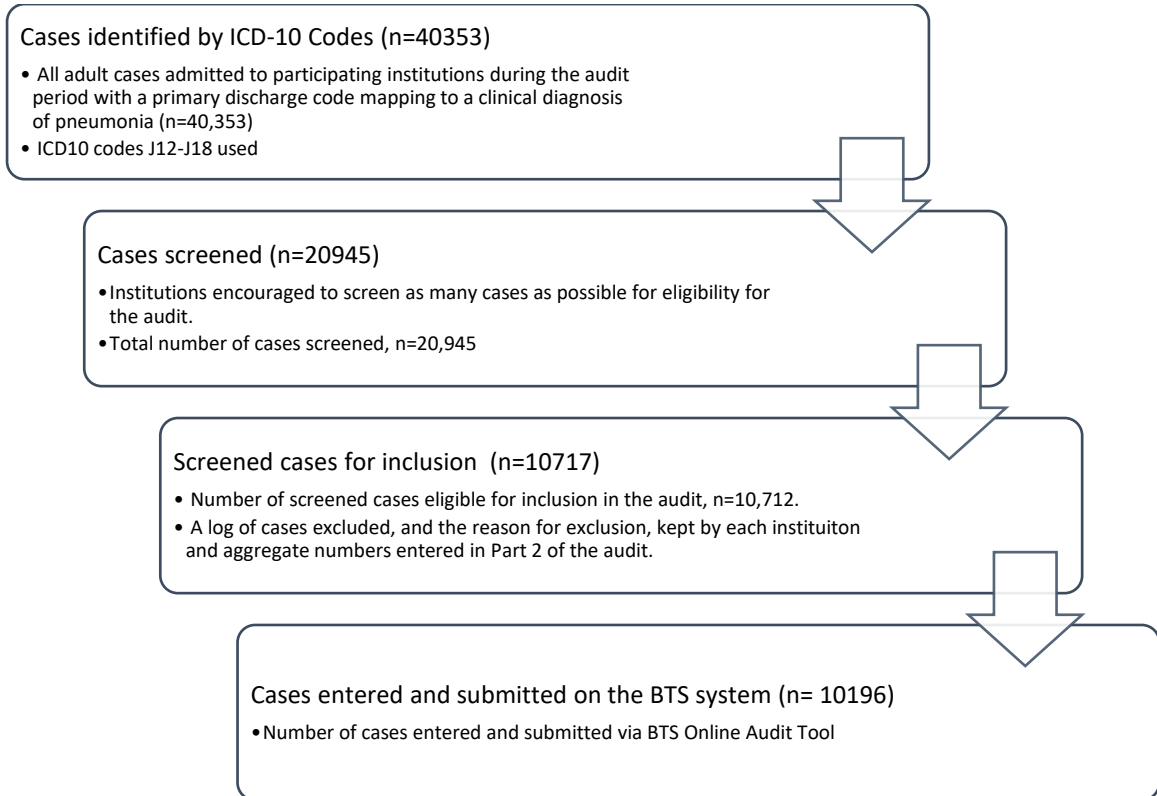 Cases identified by ICD-10 Codes (n=40353)
• All adult cases admitted to participating institutions during the audit
period with a primary discharge code mapping to a clinical diagnosis
of pneumonia (n=40,353)
• ICD10 codes J12-J18 used
Cases screened (n=20945)
•Institutions encouraged to screen as many cases as possible for eligibility for
the audit.
•Total number of cases screened, n=20,945
Screened cases for inclusion (n=10717)
• Number of screened cases eligible for inclusion in the audit, n=10,712.
• A log of cases excluded, and the reason for exclusion, kept by each instituiton
and aggregate numbers entered in Part 2 of the audit.
Cases entered and submitted on the BTS system (n= 10196)
•Number of cases entered and submitted via BTS Online Audit Tool